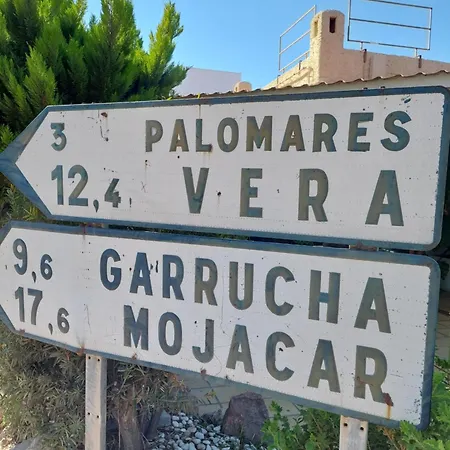 3 PALOMARES
12,4 VERA
9,6 GARRUCHA
17,6 MOJACAR